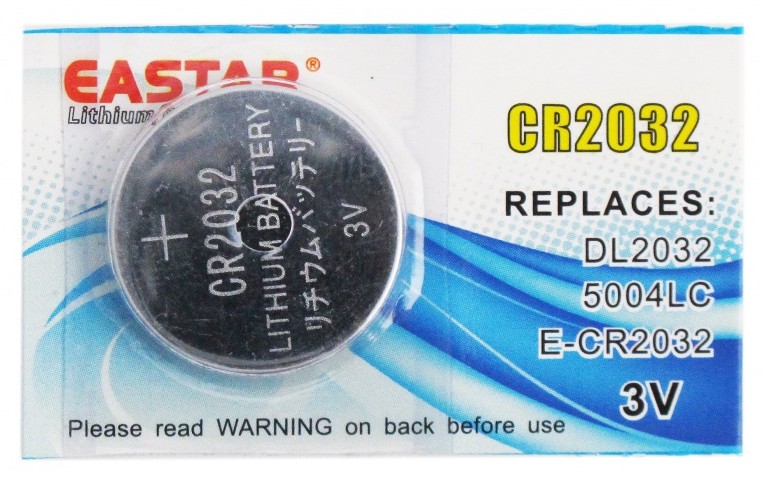 EASTAR®
Lithium
CR2032
REPLACES:
DL2032
5004LC
E-CR2032
3V
Please read WARNING on back before use
+
CR2032
LITHIUM BATTERY
リチウムバッテリー
3V